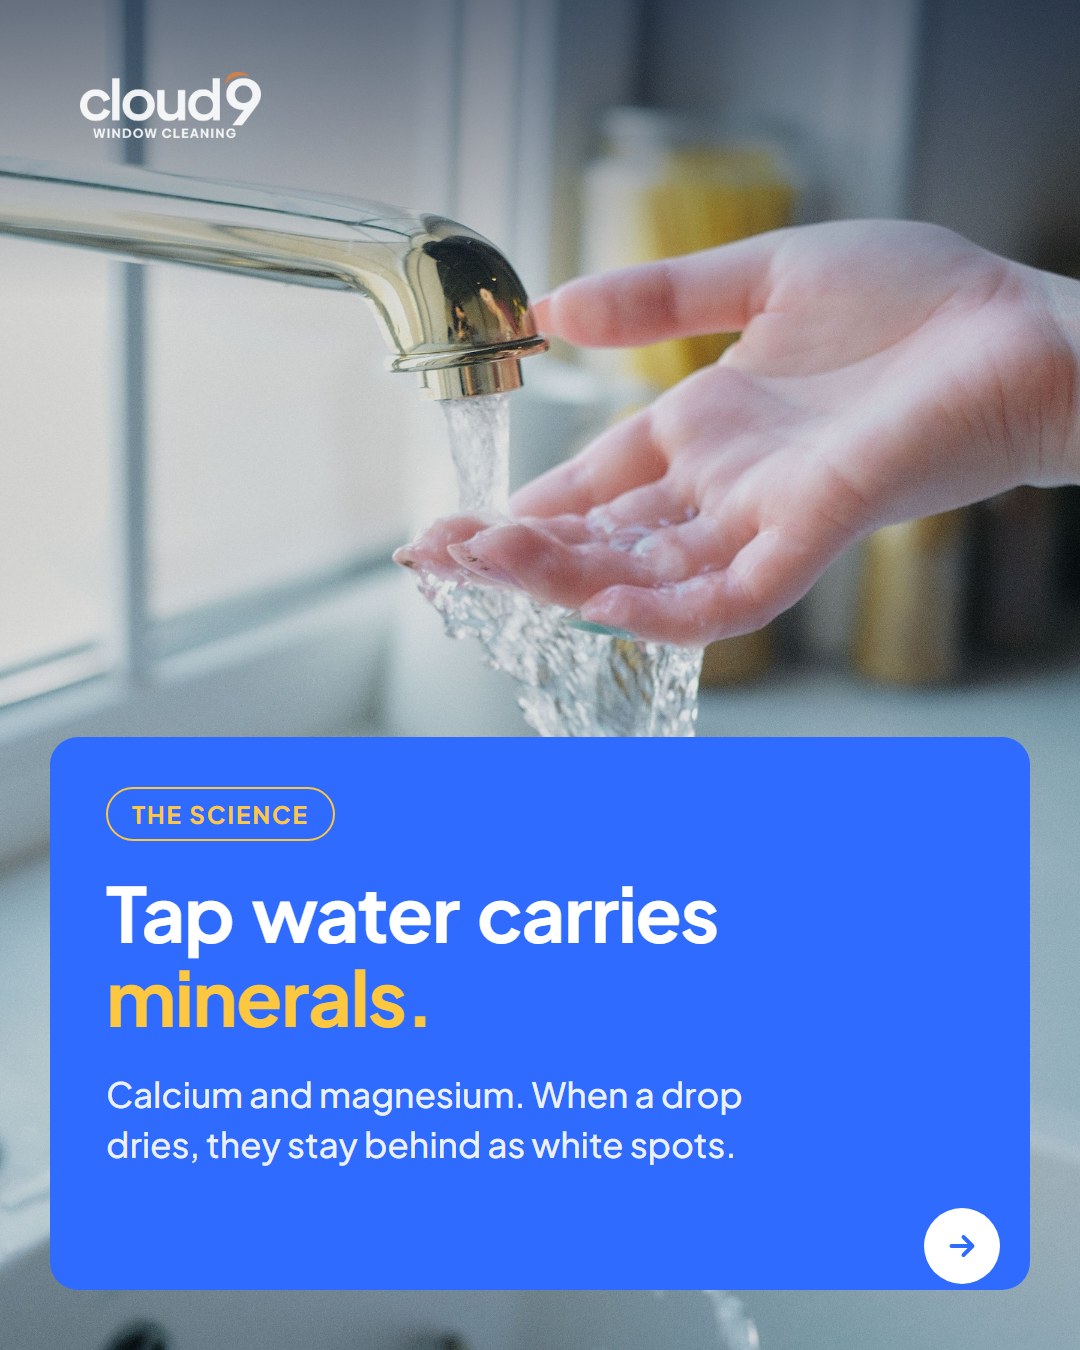 cloud9
WINDOW CLEANING
THE SCIENCE
Tap water carries
minerals.
Calcium and magnesium. When a drop
dries, they stay behind as white spots.